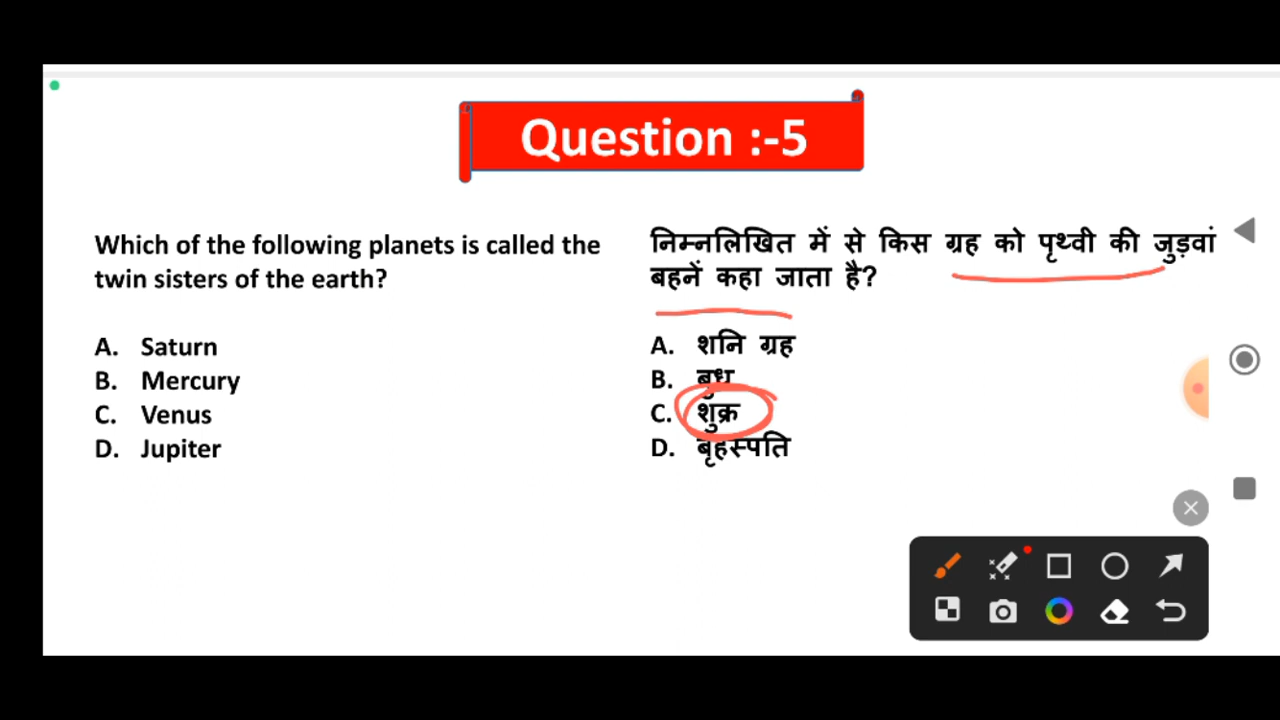 Question :-5
Which of the following planets is called the
twin sisters of the earth?
A. Saturn
B. Mercury
C. Venus
D. Jupiter
निम्नलिखित में से किस ग्रह को पृथ्वी की जुड़वां
बहनें कहा जाता है?
A. शनि ग्रह
B. बुध
C. शुक्र
D. बृहस्पति